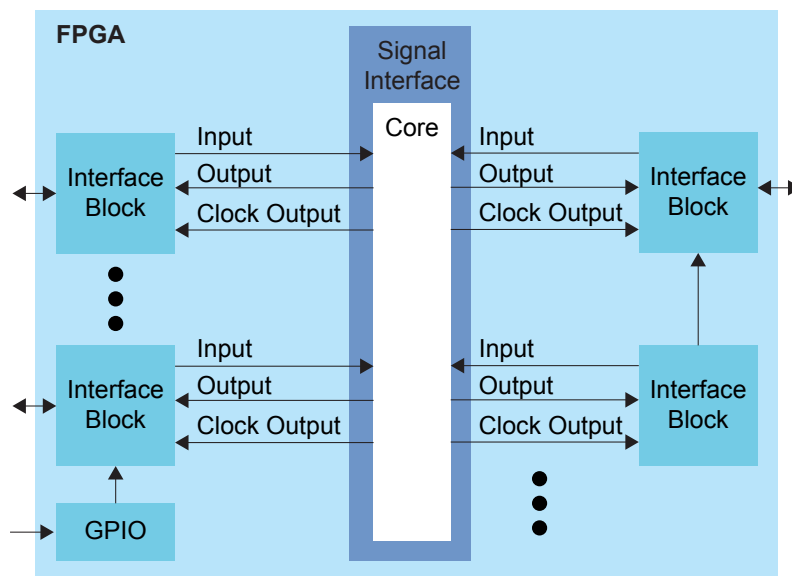 FPGA
Signal
Interface
Core
Input
Output
Clock Output
Interface
Block
Input
Output
Clock Output
Interface
Block
Input
Output
Clock Output
Interface
Block
Input
Output
Clock Output
Interface
Block
GPIO